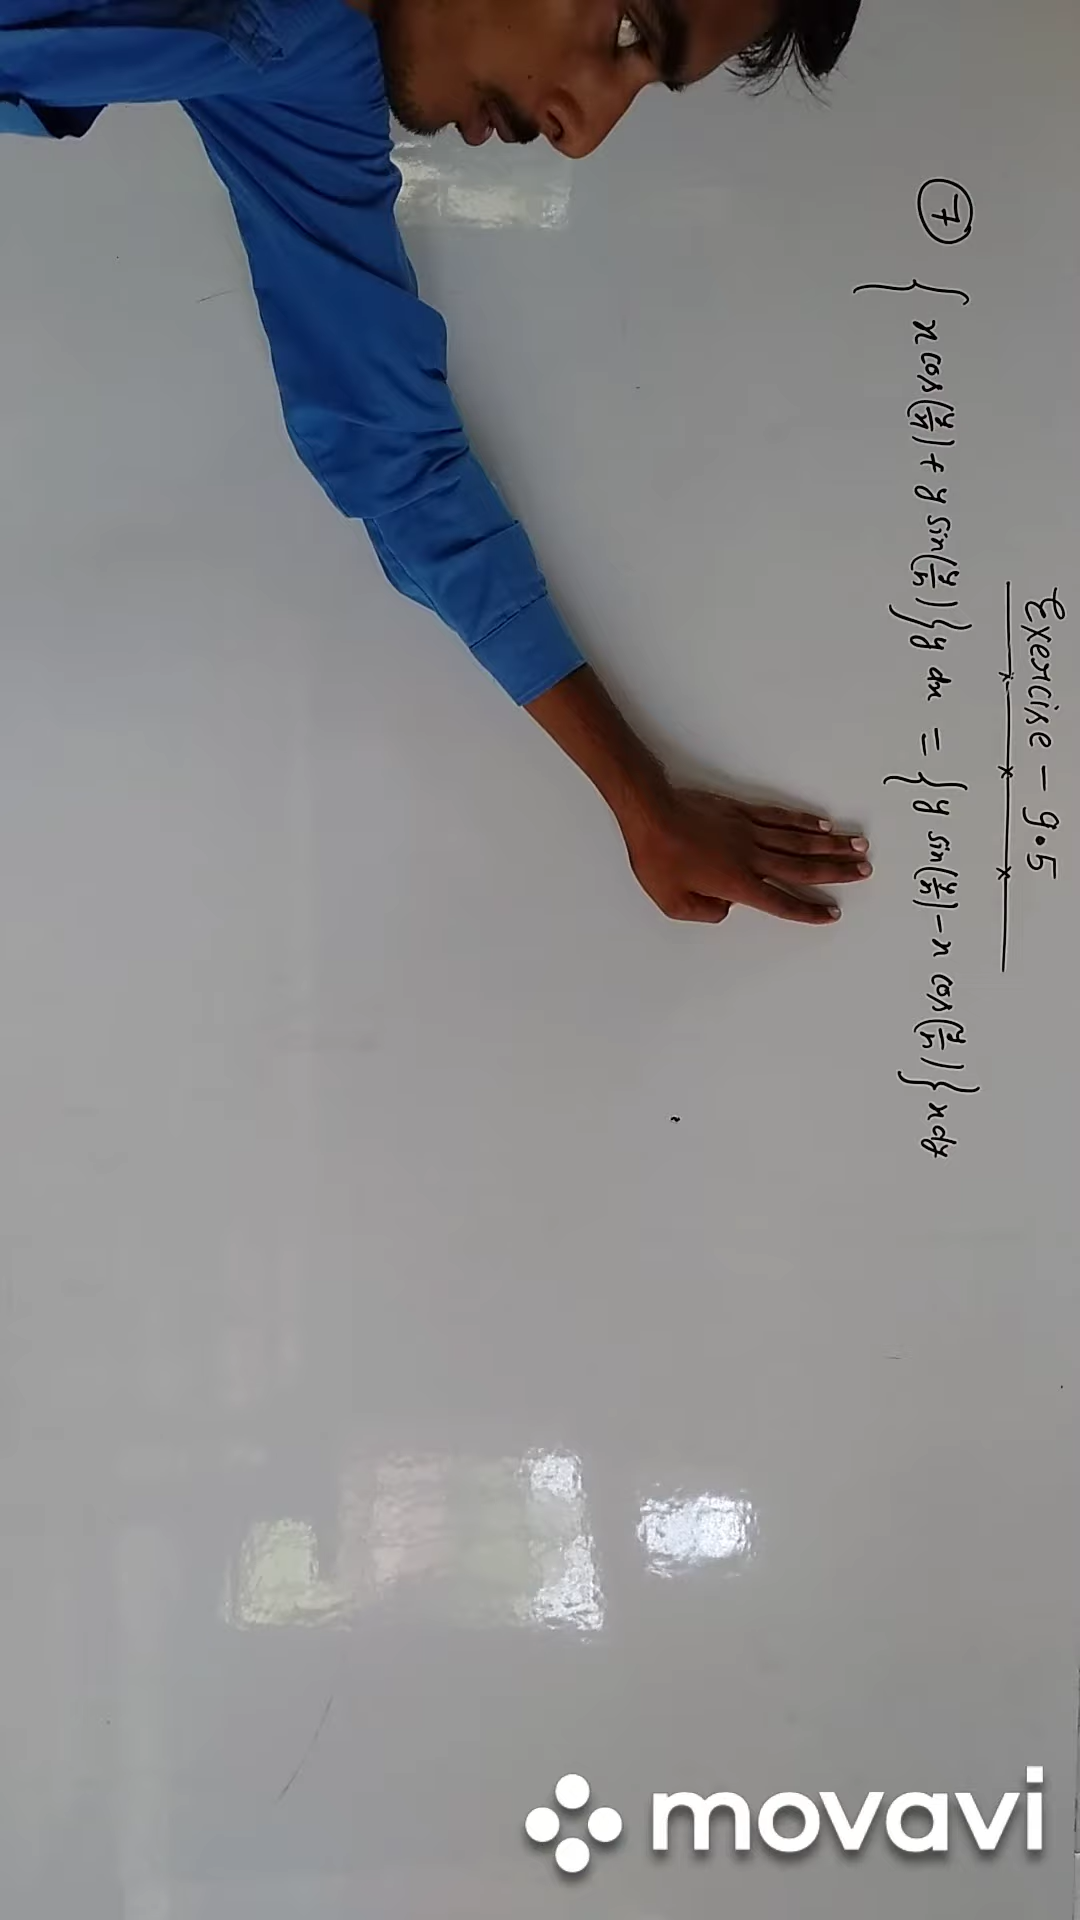 Exercise - 9.5
⑦ { x cos(y/x) + y sin(y/x) } y dx = { y sin(y/x) - x cos(y/x) } x dy
movavi